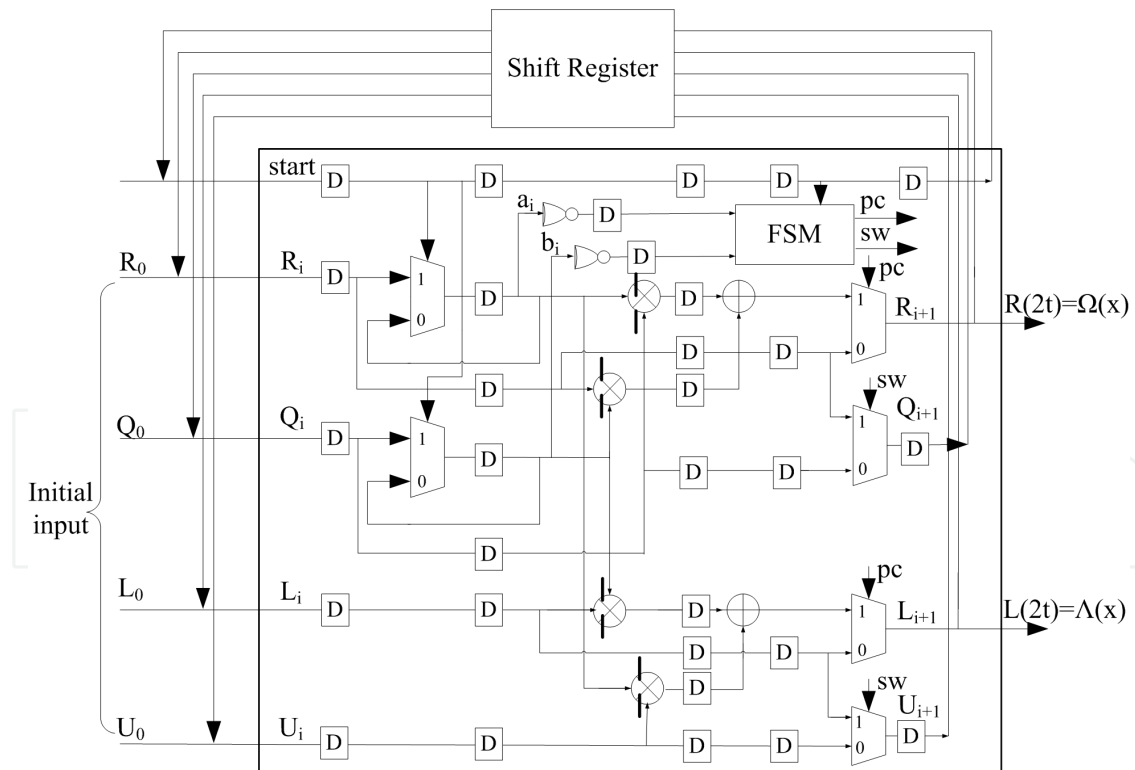 Shift Register
start D D D D D
a_i D pc
b_i D FSM sw
R_0 R_i D 1 D pc
0 D 1 R_{i+1} R(2t)=Ω(x)
D D 0
D D sw
Q_0 Q_i D 1 D 1 Q_{i+1} D
0 D D 0
Initial
input
D
L_0 L_i D D D 1 pc L_{i+1} L(2t)=Λ(x)
D D 0
D sw
U_0 U_i D D D D 1 U_{i+1} D
0